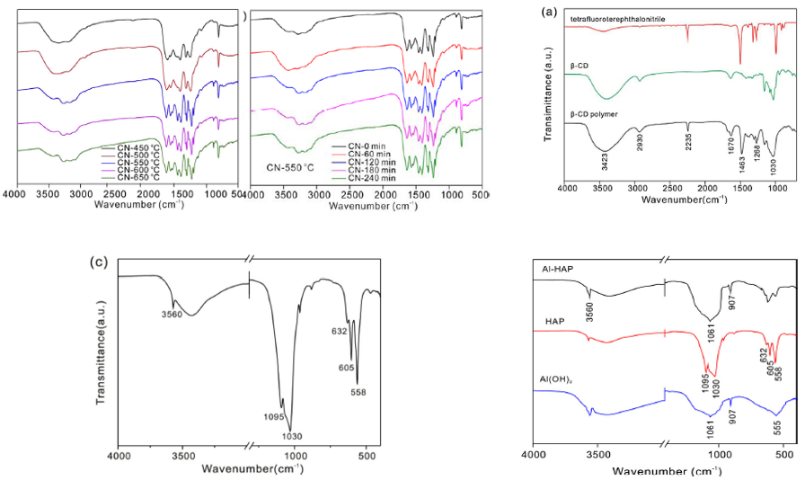 CN-450 °C
CN-500 °C
CN-550 °C
CN-600 °C
CN-650 °C
4000 3500 3000 2500 2000 1500 1000 500
Wavenumber (cm⁻¹)
)
CN-550 °C
CN-0 min
CN-60 min
CN-120 min
CN-180 min
CN-240 min
4000 3500 3000 2500 2000 1500 1000 500
Wavenumber (cm⁻¹)
(a)
Transimittance (a.u.)
tetrafluoroterephthalonitrile
β-CD
β-CD polymer
3423
2930
2235
1670
1463
1268
1030
4000 3000 2000 1000
Wavenumber(cm⁻¹)
(c)
Transmittance(a.u.)
3560
1095
1030
632
605
558
4000 3500 1000 500
Wavenumber(cm⁻¹)
Transmittance (a.u.)
Al-HAP
3560
1061
907
HAP
1095
1030
632
605
558
Al(OH)₃
1061
907
555
4000 3500 1000 500
Wavenumber (cm⁻¹)